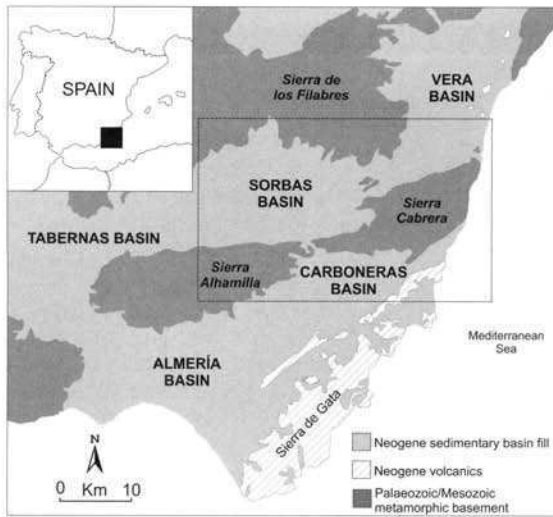 SPAIN
Sierra de
los Filabres
VERA
BASIN
SORBAS
BASIN
Sierra
Cabrera
TABERNAS BASIN
Sierra
Alhamilla
CARBONERAS
BASIN
Mediterranean
Sea
ALMERÍA
BASIN
Sierra de Gata
N
0 Km 10
Neogene sedimentary basin fill
Neogene volcanics
Palaeozoic/Mesozoic
metamorphic basement